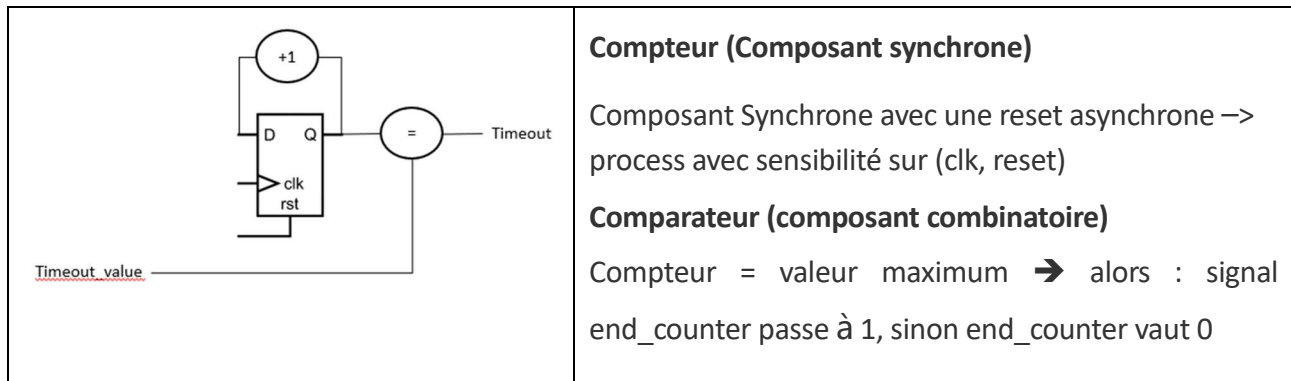 +1
D Q
=
Timeout
clk
rst
Timeout_value
Compteur (Composant synchrone)
Composant Synchrone avec une reset asynchrone –>
process avec sensibilité sur (clk, reset)
Comparateur (composant combinatoire)
Compteur = valeur maximum ➔ alors : signal
end_counter passe à 1, sinon end_counter vaut 0